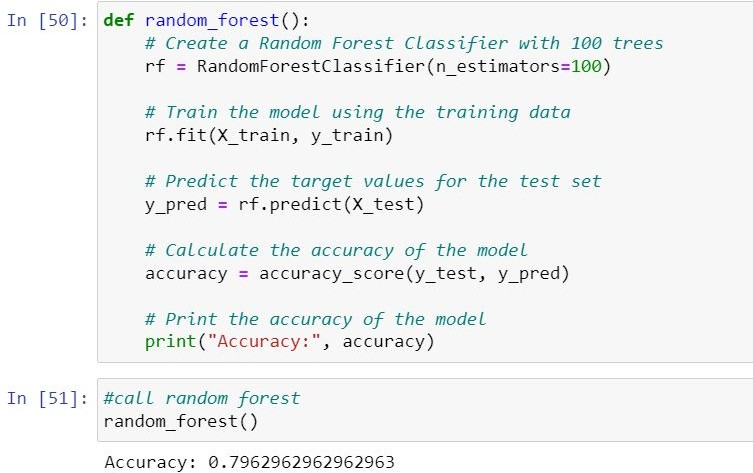 In [50]: def random_forest():
# Create a Random Forest Classifier with 100 trees
rf = RandomForestClassifier(n_estimators=100)
# Train the model using the training data
rf.fit(X_train, y_train)
# Predict the target values for the test set
y_pred = rf.predict(X_test)
# Calculate the accuracy of the model
accuracy = accuracy_score(y_test, y_pred)
# Print the accuracy of the model
print("Accuracy:", accuracy)
In [51]: #call random forest
random_forest()
Accuracy: 0.7962962962962963